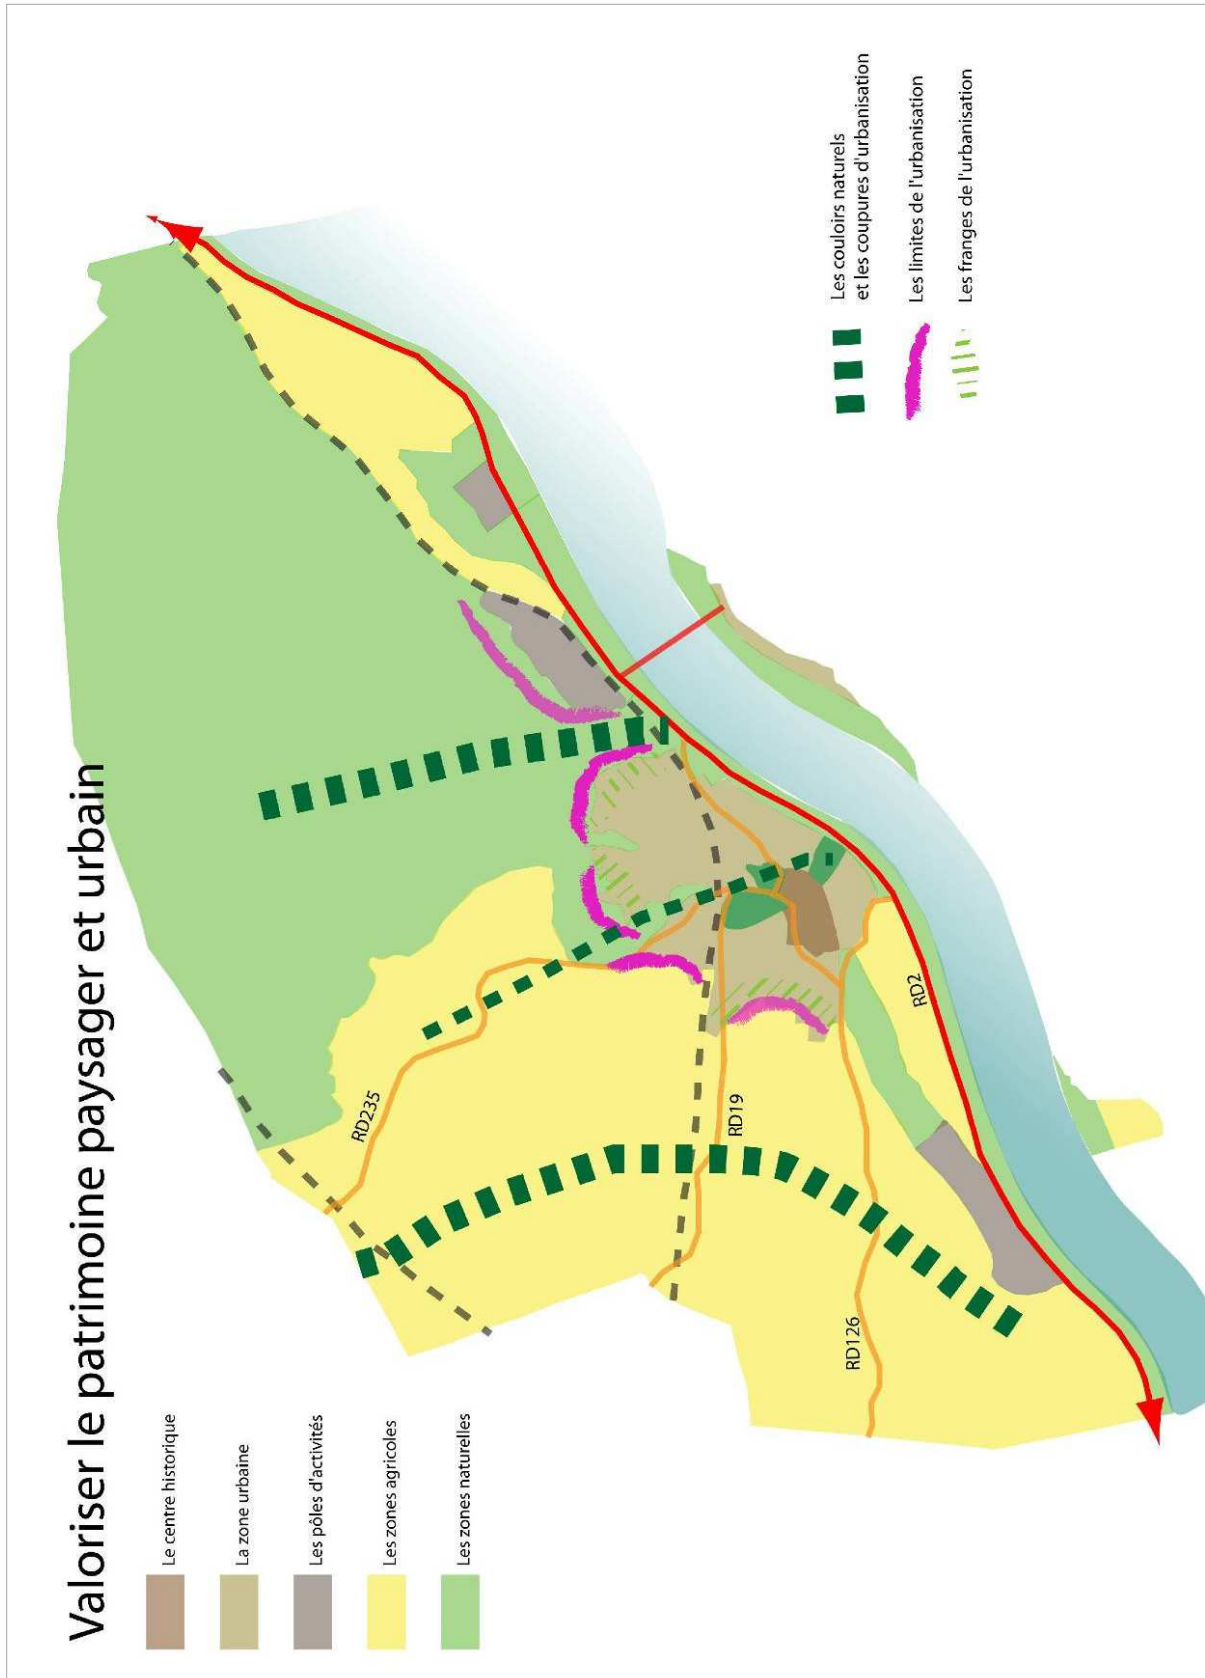 Valoriser le patrimoine paysager et urbain
Le centre historique
La zone urbaine
Les pôles d'activités
Les zones agricoles
Les zones naturelles
RD235
RD19
RD126
RD2
Les couloirs naturels
et les coupures d'urbanisation
Les limites de l'urbanisation
Les franges de l'urbanisation